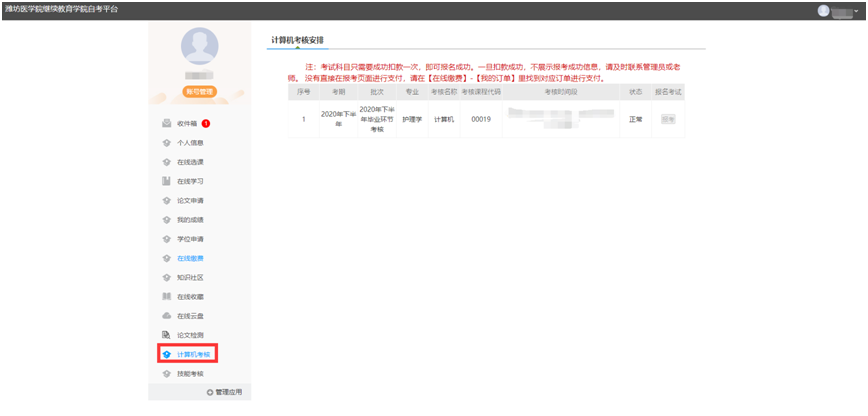 潍坊医学院继续教育学院自考平台
账号管理
收件箱 1
个人信息
在线选课
在线学习
论文申请
我的成绩
学位申请
在线缴费
知识社区
在线收藏
在线云盘
论文检测
计算机考核
技能考核
管理应用
计算机考核安排
注：考试科目只需要成功扣款一次，即可报名成功。一旦扣款成功，不展示报考成功信息，请及时联系管理员或老
师。 没有直接在报考页面进行支付，请在【在线缴费】-【我的订单】里找到对应订单进行支付。
序号 考期 批次 专业 考核名称 考核课程代码 考核时间段 状态 报名考试
1 2020年下半年 2020年下半年毕业环节考核 护理学 计算机 00019 正常 报考